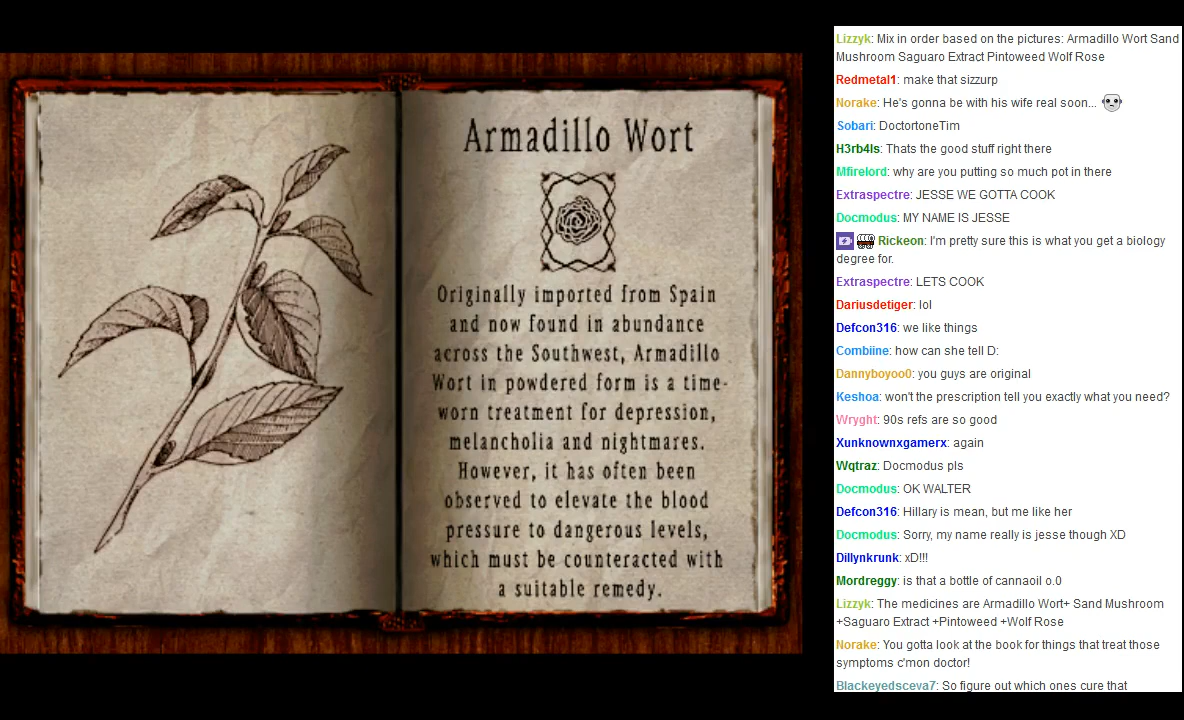 Armadillo Wort
Originally imported from Spain
and now found in abundance
across the Southwest, Armadillo
Wort in powdered form is a time-
worn treatment for depression,
melancholia and nightmares.
However, it has often been
observed to elevate the blood
pressure to dangerous levels,
which must be counteracted with
a suitable remedy.
Lizzyk: Mix in order based on the pictures: Armadillo Wort Sand
Mushroom Saguaro Extract Pintoweed Wolf Rose
Redmetal1: make that sizzurp
Norake: He's gonna be with his wife real soon...
Sobari: DoctortoneTim
H3rb4ls: Thats the good stuff right there
Mfirelord: why are you putting so much pot in there
Extraspectre: JESSE WE GOTTA COOK
Docmodus: MY NAME IS JESSE
Rickeon: I'm pretty sure this is what you get a biology
degree for.
Extraspectre: LETS COOK
Dariusdetiger: lol
Defcon316: we like things
Combiine: how can she tell D:
Dannyboyoo0: you guys are original
Keshoa: won't the prescription tell you exactly what you need?
Wryght: 90s refs are so good
Xunknownxgamerx: again
Wqtraz: Docmodus pls
Docmodus: OK WALTER
Defcon316: Hillary is mean, but me like her
Docmodus: Sorry, my name really is jesse though XD
Dillynkrunk: xD!!!
Mordreggy: is that a bottle of cannaoil o.0
Lizzyk: The medicines are Armadillo Wort+ Sand Mushroom
+Saguaro Extract +Pintoweed +Wolf Rose
Norake: You gotta look at the book for things that treat those
symptoms c'mon doctor!
Blackeyedsceva7: So figure out which ones cure that